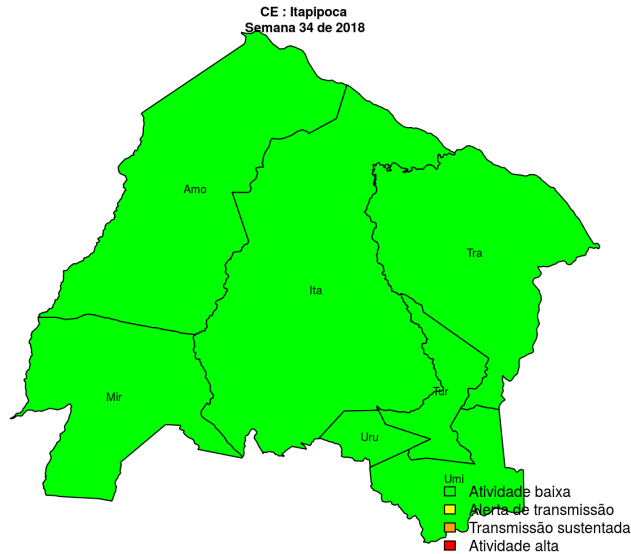 CE : Itapipoca
Semana 34 de 2018
Amo
Tra
Ita
Tur
Mir
Uru
Umi
Atividade baixa
Alerta de transmissão
Transmissão sustentada
Atividade alta